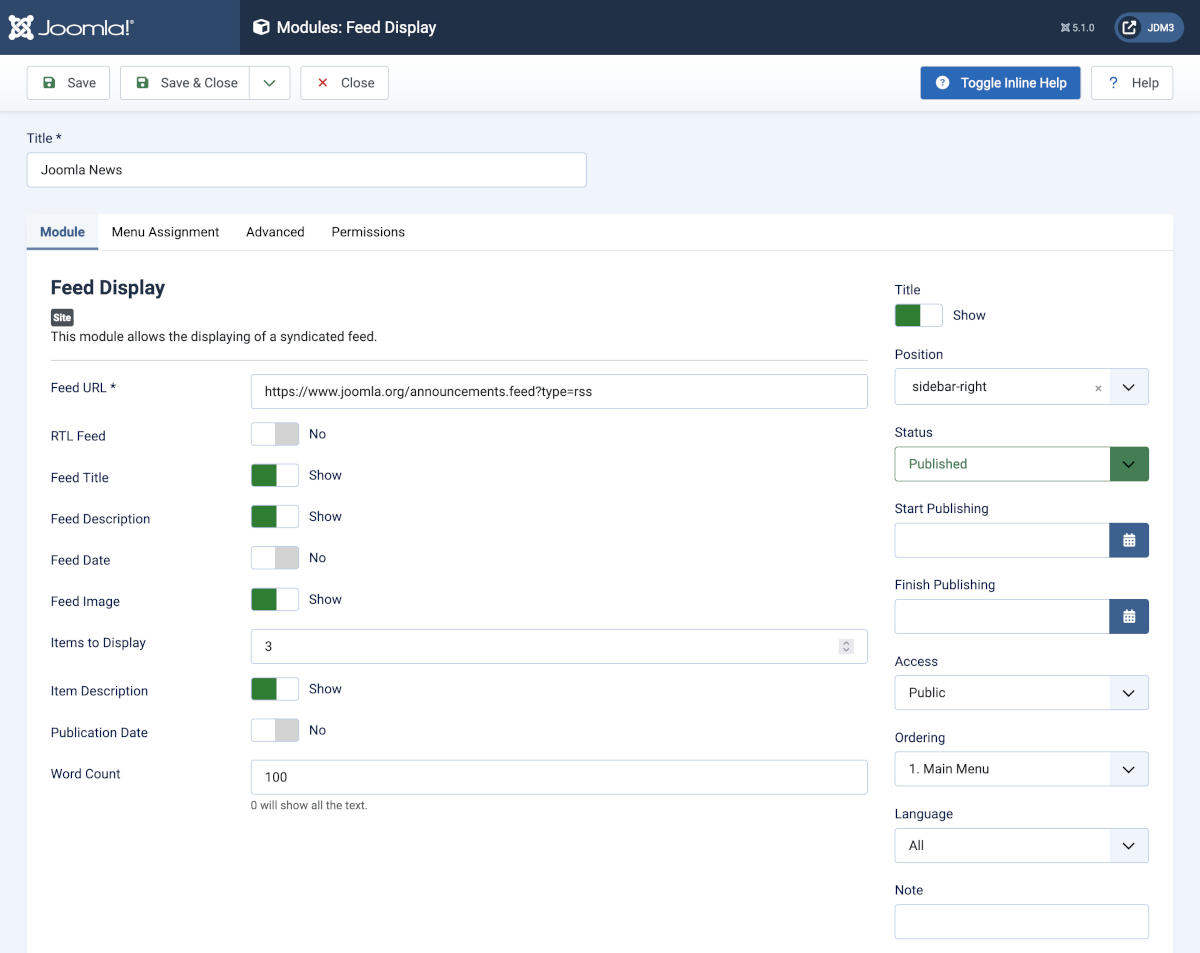 Joomla!®
Modules: Feed Display
5.1.0
JDM3
Save
Save & Close
Close
Toggle Inline Help
? Help
Title *
Joomla News
Module
Menu Assignment
Advanced
Permissions
Feed Display
Site
This module allows the displaying of a syndicated feed.
Feed URL *
https://www.joomla.org/announcements.feed?type=rss
RTL Feed
No
Feed Title
Show
Feed Description
Show
Feed Date
No
Feed Image
Show
Items to Display
3
Item Description
Show
Publication Date
No
Word Count
100
0 will show all the text.
Title
Show
Position
sidebar-right ×
Status
Published
Start Publishing
Finish Publishing
Access
Public
Ordering
1. Main Menu
Language
All
Note